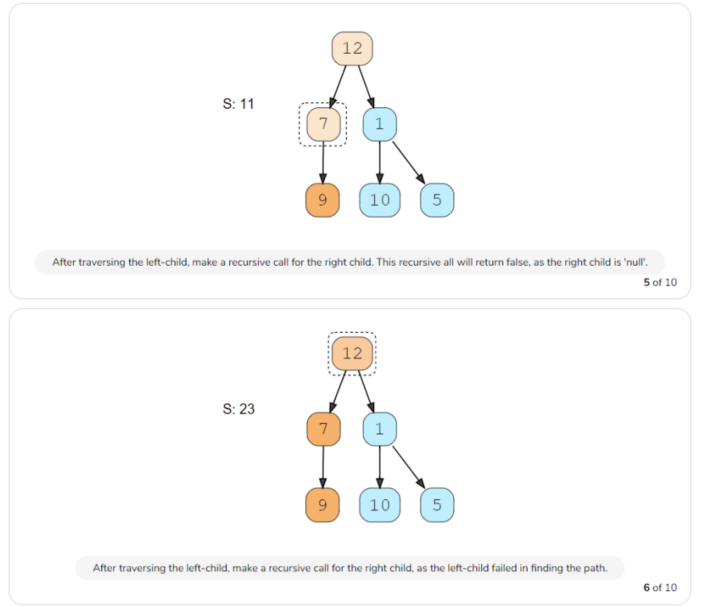 12
S: 11
7
1
9
10
5
After traversing the left-child, make a recursive call for the right child. This recursive all will return false, as the right child is 'null'.
5 of 10
12
S: 23
7
1
9
10
5
After traversing the left-child, make a recursive call for the right child, as the left-child failed in finding the path.
6 of 10